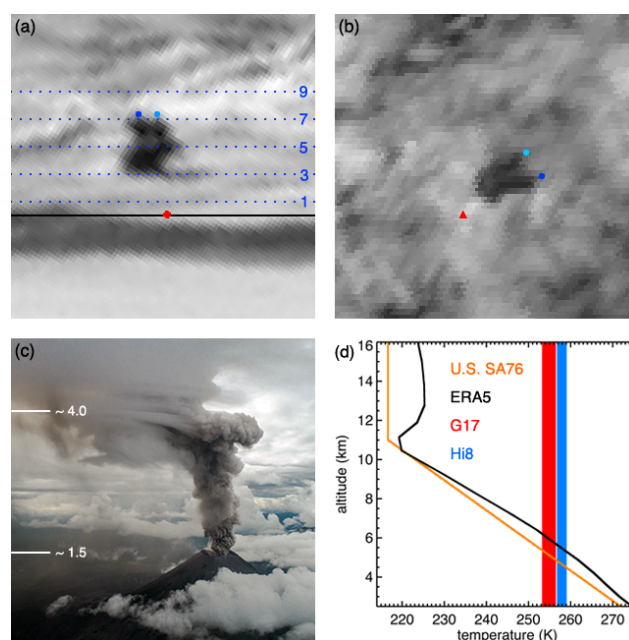 (a)
9
7
5
3
1
(b)
(c)
~ 4.0
~ 1.5
(d)
16
14
12
10
8
6
4
altitude (km)
U.S. SA76
ERA5
G17
Hi8
220 230 240 250 260 270
temperature (K)